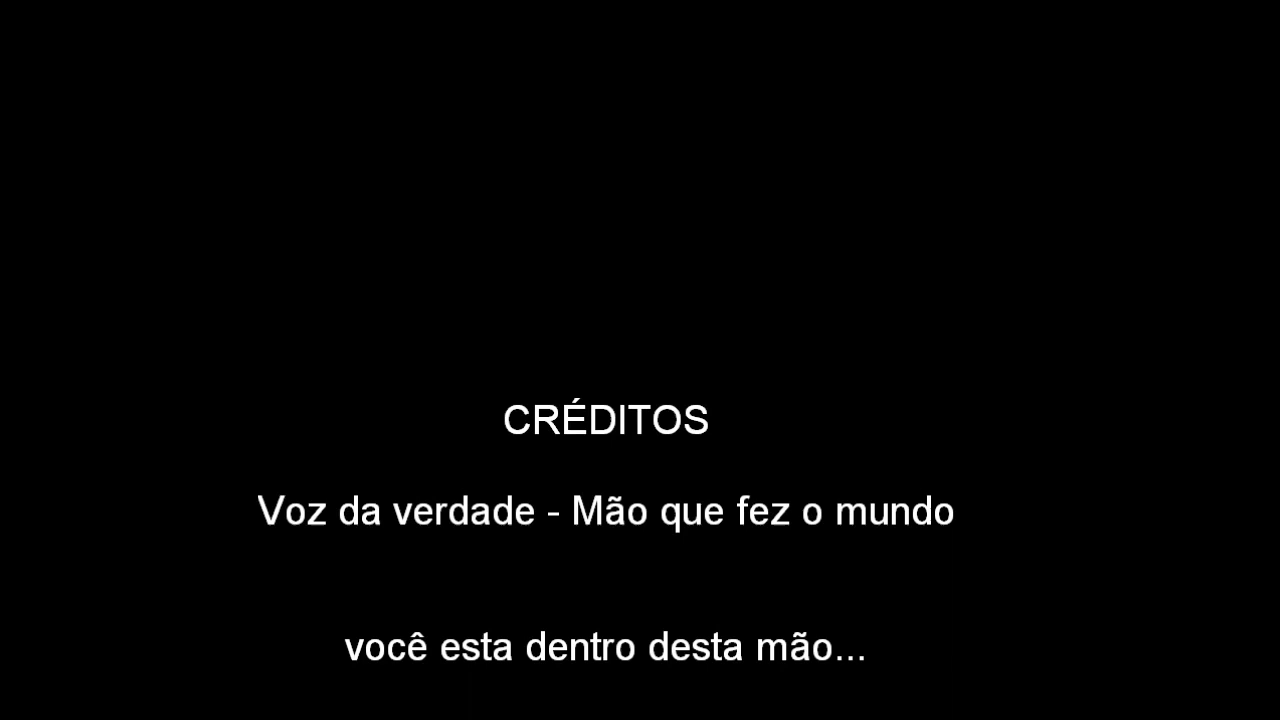 CRÉDITOS
Voz da verdade - Mão que fez o mundo
você esta dentro desta mão...